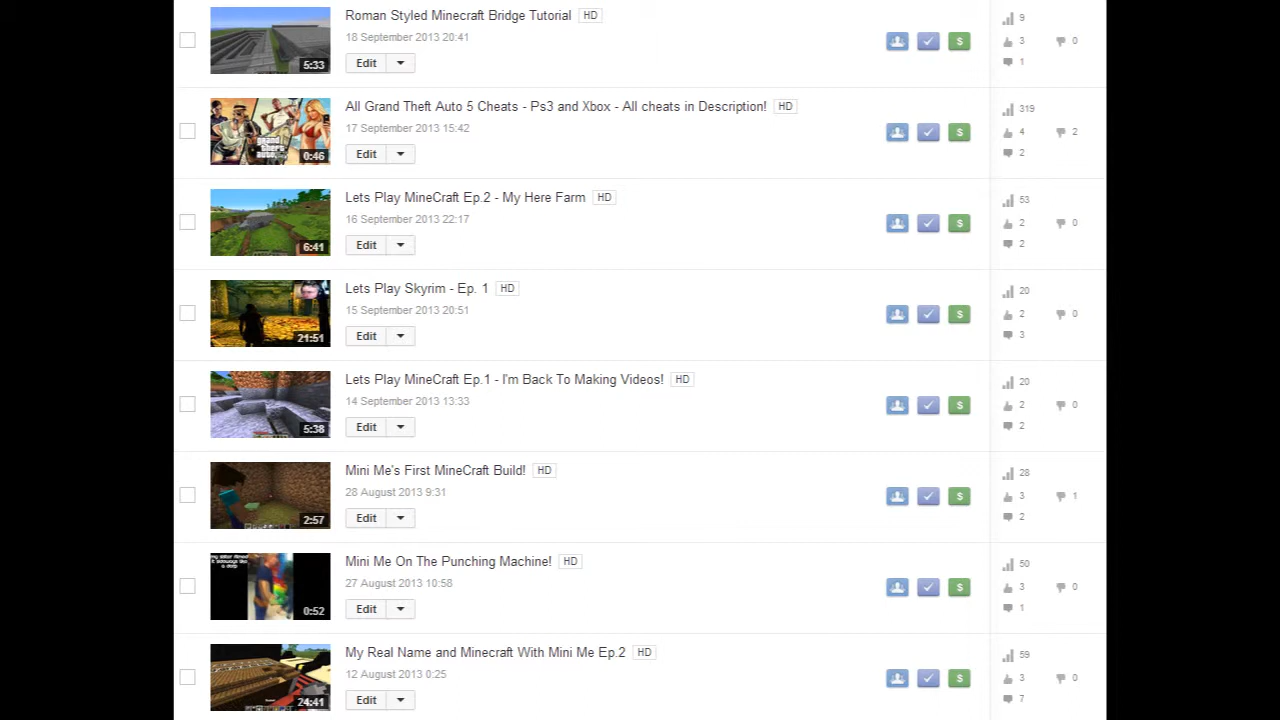 Roman Styled Minecraft Bridge Tutorial HD
9
18 September 2013 20:41
3 0
5:33
Edit
1
All Grand Theft Auto 5 Cheats - Ps3 and Xbox - All cheats in Description! HD
319
17 September 2013 15:42
4 2
grand
theft
auto
0:46
Edit
2
Lets Play MineCraft Ep.2 - My Here Farm HD
53
16 September 2013 22:17
2 0
6:41
Edit
2
Lets Play Skyrim - Ep. 1 HD
20
15 September 2013 20:51
2 0
21:51
Edit
3
Lets Play MineCraft Ep.1 - I'm Back To Making Videos! HD
20
14 September 2013 13:33
2 0
5:38
Edit
2
Mini Me's First MineCraft Build! HD
28
28 August 2013 9:31
3 1
2:57
Edit
2
Mini Me On The Punching Machine! HD
50
27 August 2013 10:58
3 0
0:52
Edit
1
My Real Name and Minecraft With Mini Me Ep.2 HD
59
12 August 2013 0:25
3 0
24:41
Edit
7